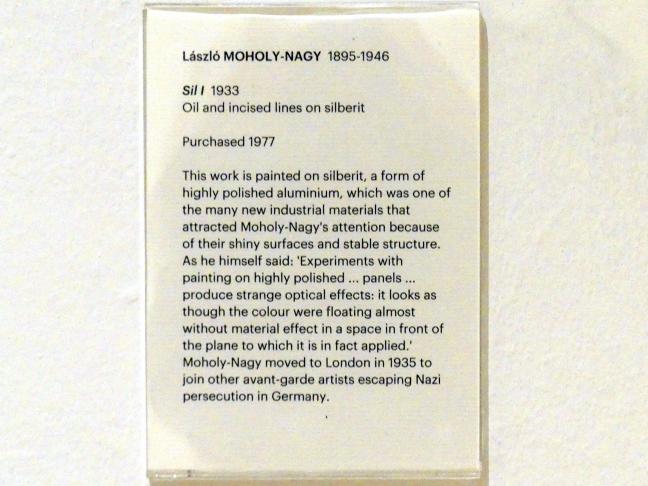 László MOHOLY-NAGY 1895-1946
Sil I 1933
Oil and incised lines on silberit
Purchased 1977
This work is painted on silberit, a form of
highly polished aluminium, which was one of
the many new industrial materials that
attracted Moholy-Nagy's attention because
of their shiny surfaces and stable structure.
As he himself said: 'Experiments with
painting on highly polished ... panels ...
produce strange optical effects: it looks as
though the colour were floating almost
without material effect in a space in front of
the plane to which it is in fact applied.'
Moholy-Nagy moved to London in 1935 to
join other avant-garde artists escaping Nazi
persecution in Germany.